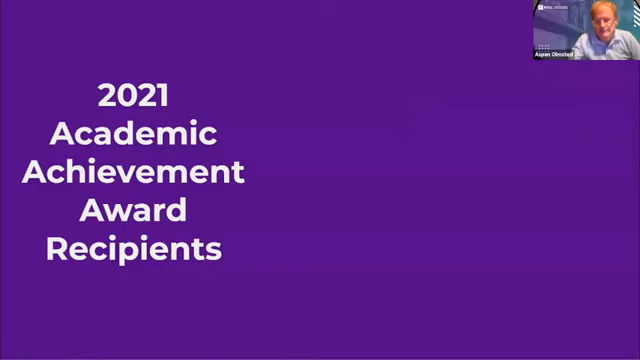 2021
Academic
Achievement
Award
Recipients
Aspen Olmsted